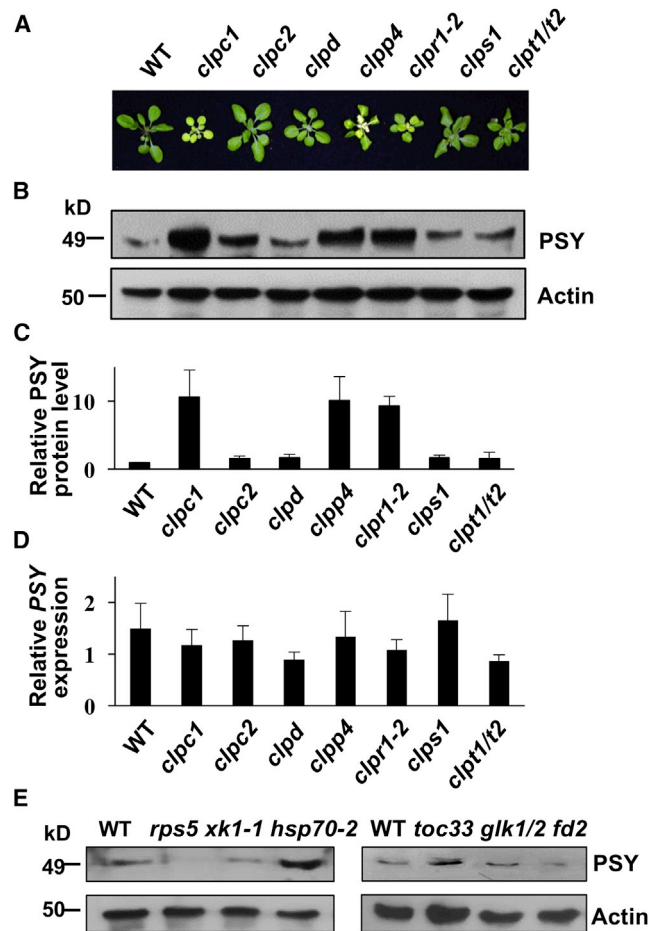 A
WT clpc1 clpc2 clpd clpp4 clpr1-2 clps1 clpt1/t2
B
kD
49 PSY
50 Actin
C
Relative PSY
protein level
10
0
WT clpc1 clpc2 clpd clpp4 clpr1-2 clps1 clpt1/t2
D
Relative PSY
expression
2
1
0
WT clpc1 clpc2 clpd clpp4 clpr1-2 clps1 clpt1/t2
E
kD WT rps5 xk1-1 hsp70-2 WT toc33 glk1/2 fd2
49 PSY
50 Actin